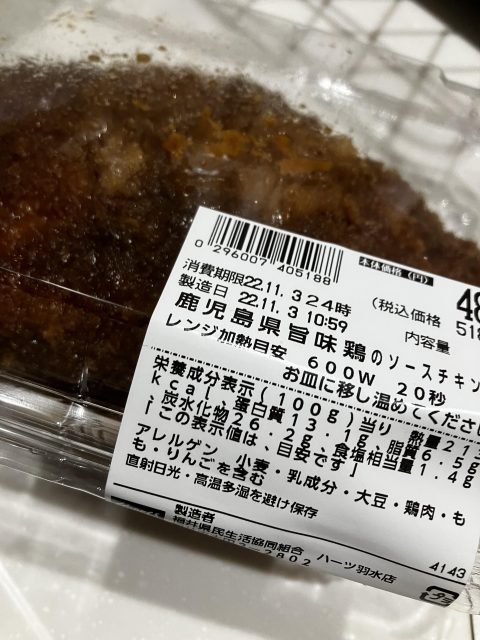 0 296007 405188
本体価格(円)
消費期限22.11. 3 24時
製造日 22.11. 3 10:59
(税込価格 518
内容量
鹿児島県旨味鶏のソースチキン
レンジ加熱目安 600W 20秒
お皿に移し温めてください
栄養成分表示(100g)当り 熱量213
kcal、蛋白質13.1g、脂質6.5g
、炭水化物26.2g、食塩相当量1.4g
「この表示値は、目安です」
アレルゲン 小麦・乳成分・大豆・鶏肉・も
も・りんごを含む
直射日光・高温多湿を避け保存
製造者
福井県民生活協同組合 ハーツ羽水店
2802
4143